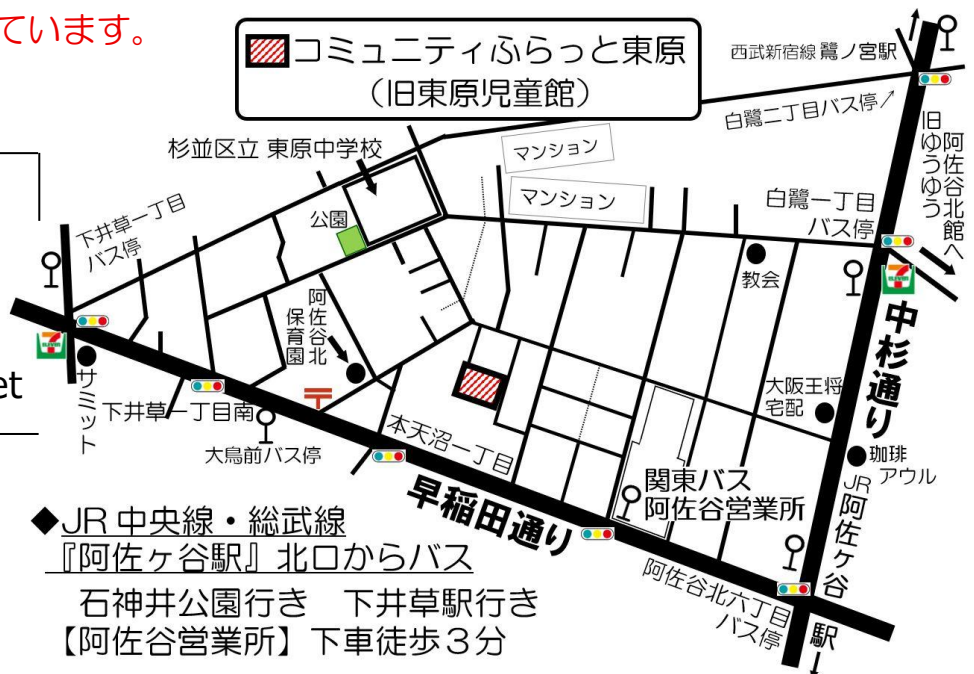 ています。
コミュニティふらっと東原
（旧東原児童館）
西武新宿線 鷺ノ宮駅
白鷺二丁目バス停
杉並区立 東原中学校
マンション
マンション
旧ゆうゆう
阿佐谷北館へ
下井草一丁目
バス停
公園
白鷺一丁目
バス停
教会
7 ELEVEN
中杉通り
阿佐谷北
保育園
7 ELEVEN
サミット
et
下井草一丁目南
大鳥前バス停
本天沼一丁目
大阪王将
宅配
珈琲
アウル
早稲田通り
関東バス
阿佐谷営業所
JR阿佐ヶ谷駅
阿佐谷北六丁目
バス停
◆JR 中央線・総武線
『阿佐ヶ谷駅』北口からバス
石神井公園行き 下井草駅行き
【阿佐谷営業所】下車徒歩３分